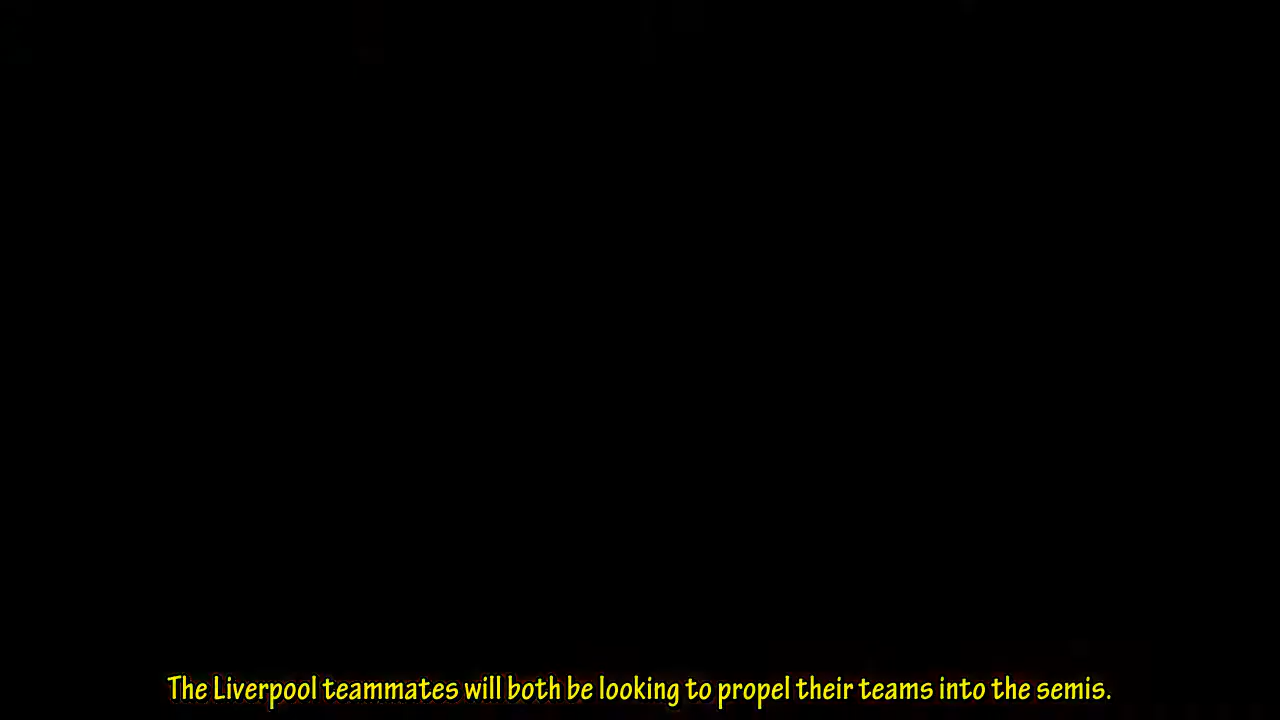 The Liverpool teammates will both be looking to propel their teams into the semis.